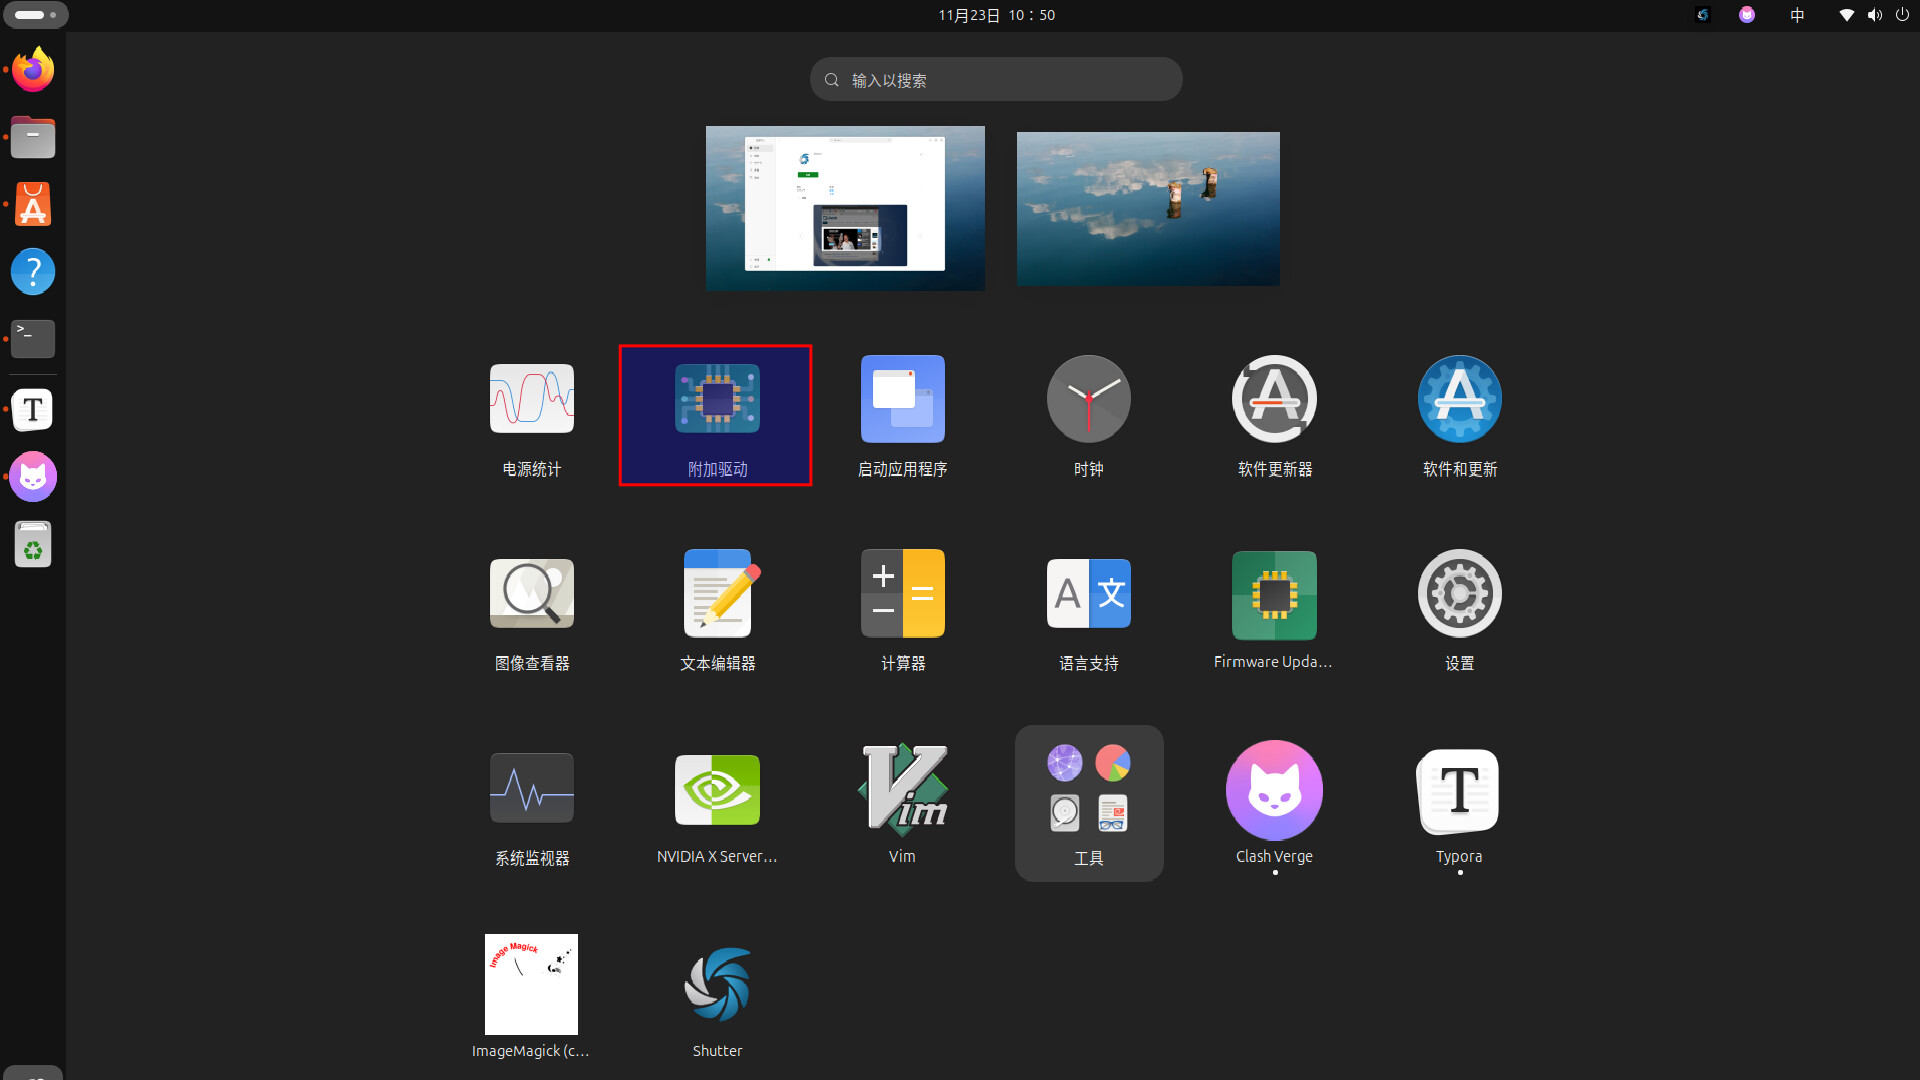 11月23日 10：50
中
输入以搜索
电源统计
附加驱动
启动应用程序
时钟
软件更新器
软件和更新
图像查看器
文本编辑器
计算器
语言支持
Firmware Upda...
设置
系统监视器
NVIDIA X Server...
Vim
工具
Clash Verge
Typora
Image Magick
ImageMagick (c...
Shutter